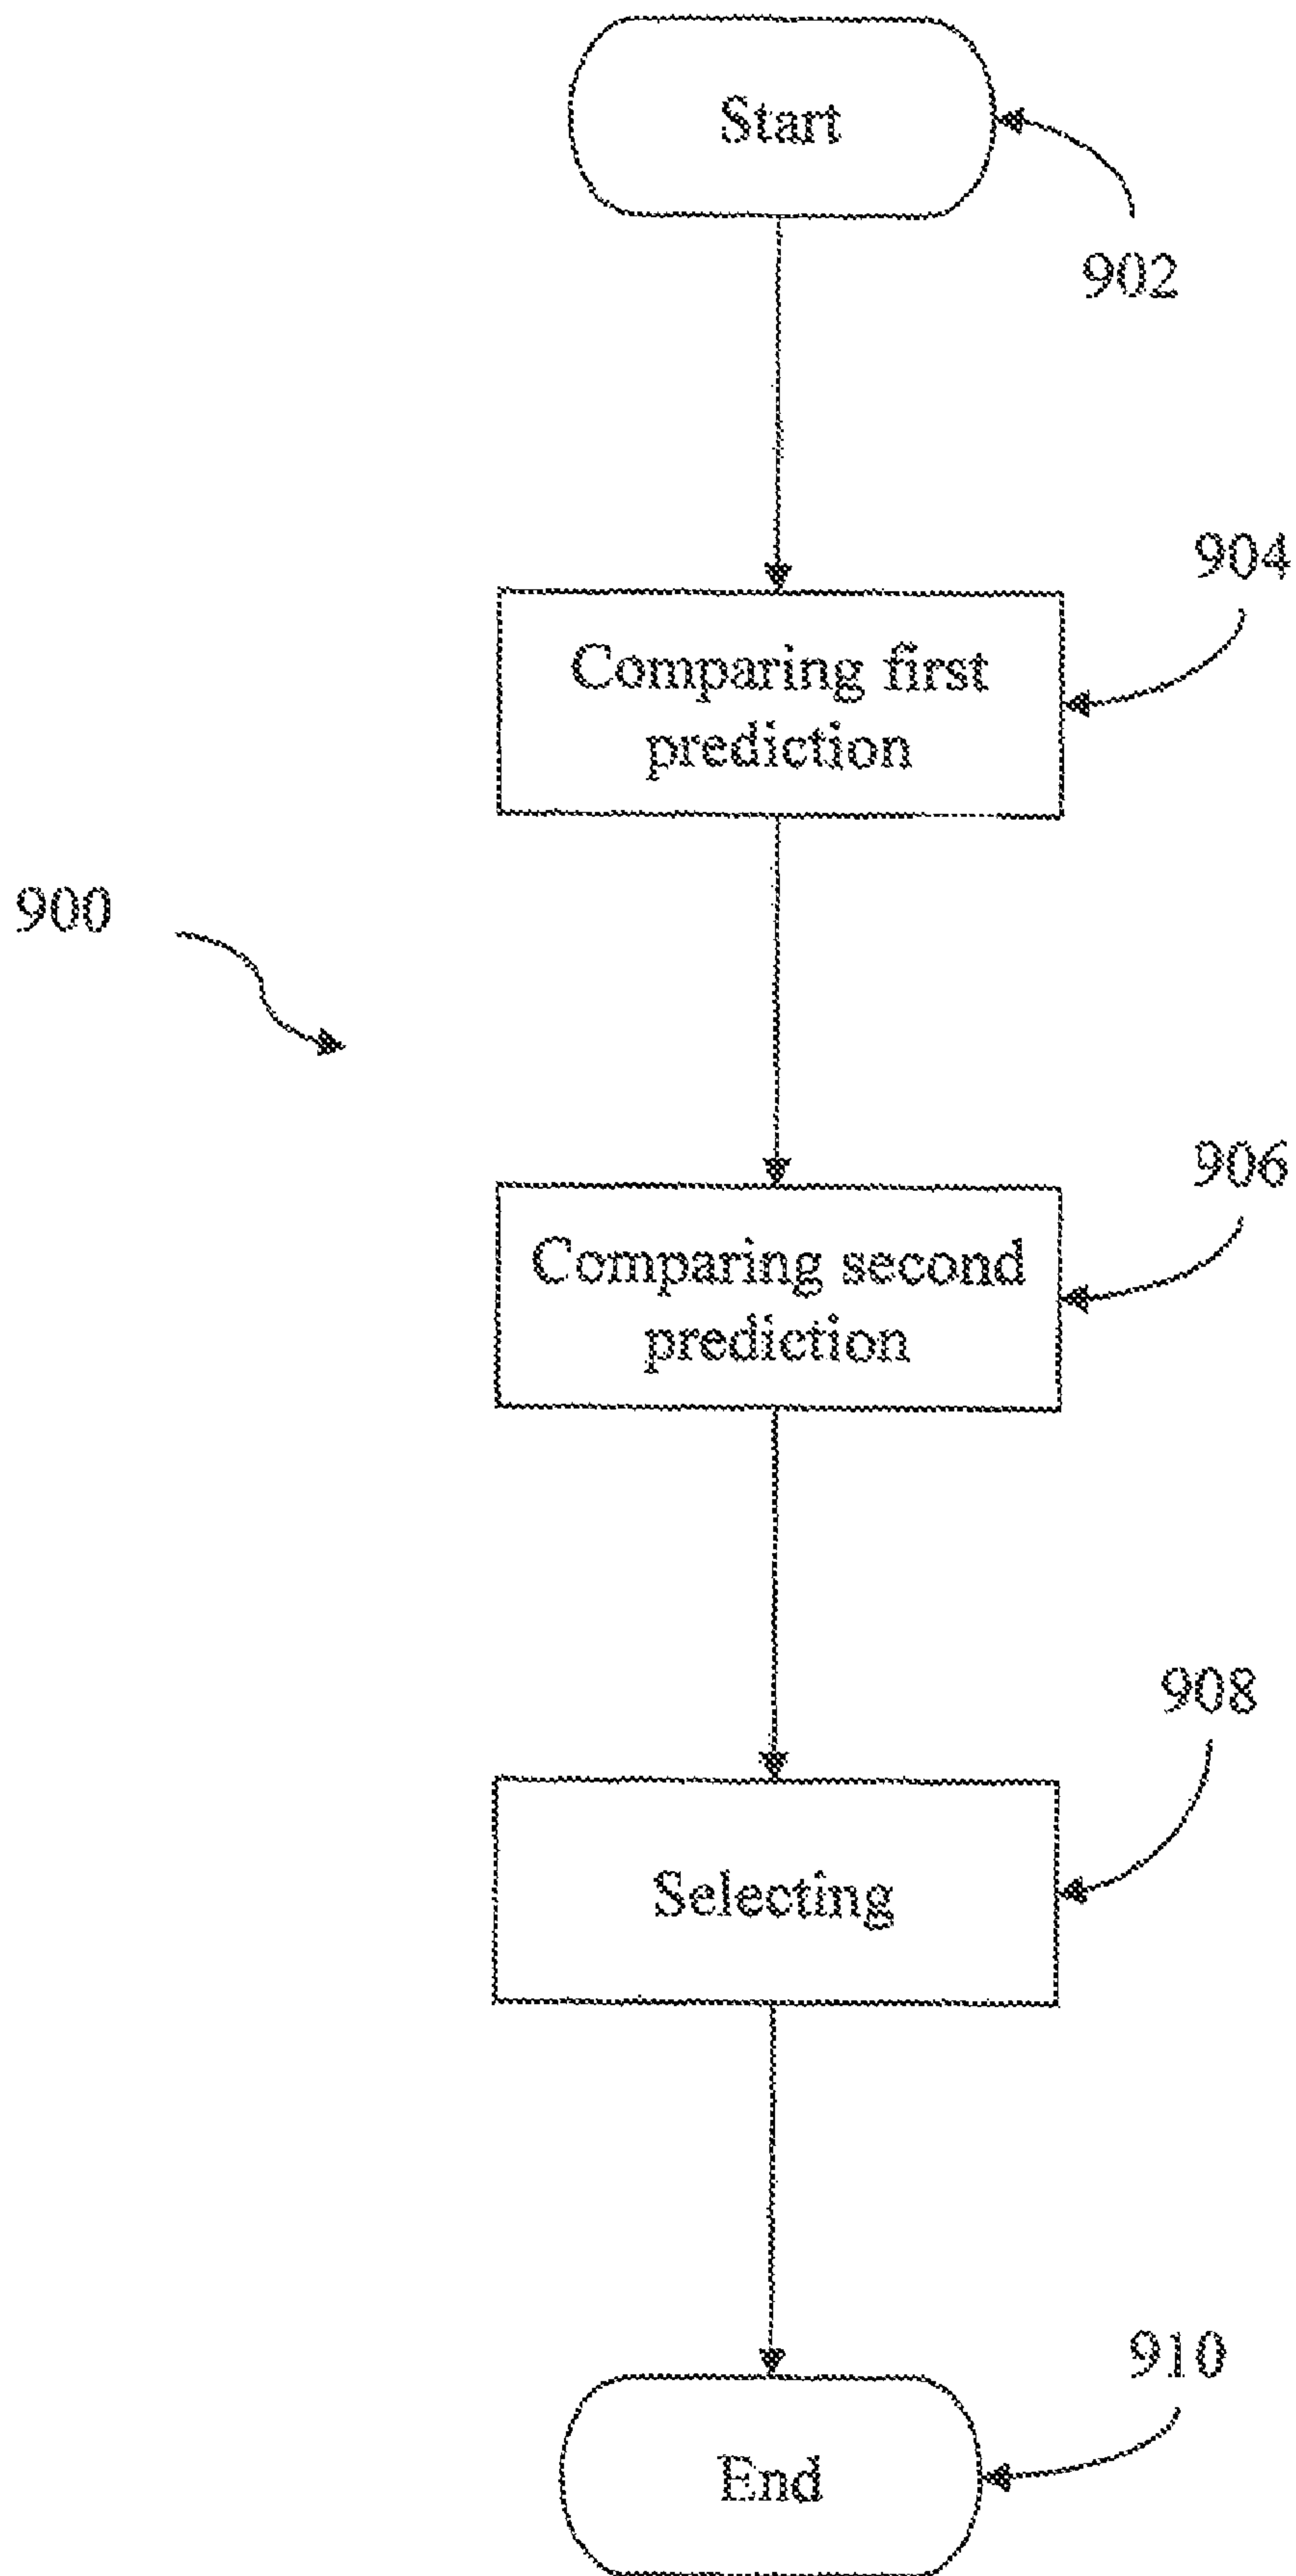 Start
902
904
Comparing first
prediction
900
906
Comparing second
prediction
908
Selecting
910
End